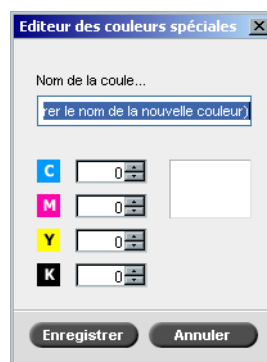 Editeur des couleurs spéciales X
Nom de la coule...
rer le nom de la nouvelle couleur)
C 0
M 0
Y 0
K 0
Enregistrer Annuler